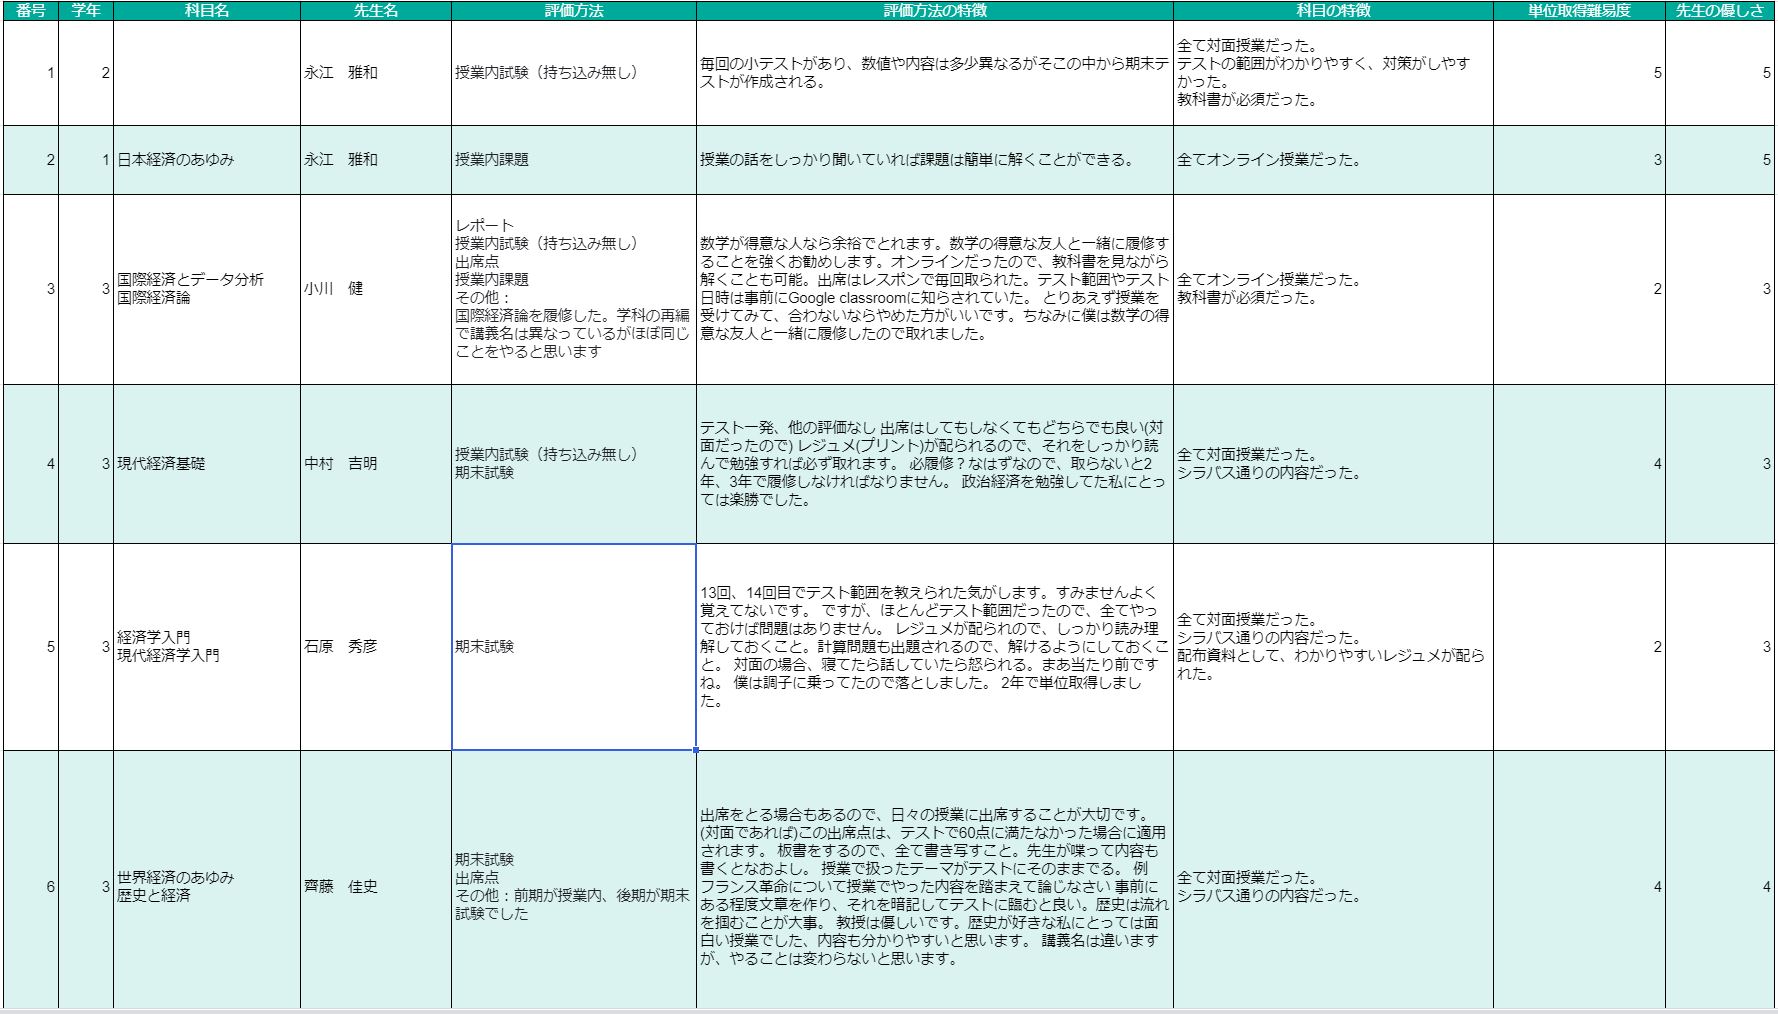 番号 学年 科目名 先生名 評価方法 評価方法の特徴 科目の特徴 単位取得難易度 先生の優しさ
1 2 永江　雅和
授業内試験（持ち込み無し）
毎回の小テストがあり、数値や内容は多少異なるがそこの中から期末テ
ストが作成される。
全て対面授業だった。
テストの範囲がわかりやすく、対策がしやす
かった。
教科書が必須だった。
5 5
2 1 日本経済のあゆみ 永江　雅和 授業内課題 授業の話をしっかり聞いていれば課題は簡単に解くことができる。 全てオンライン授業だった。 3 5
3 3
国際経済とデータ分析
国際経済論
小川　健
レポート
授業内試験（持ち込み無し）
出席点
授業内課題
その他：
国際経済論を履修した。学科の再編
で講義名は異なっているがほぼ同じ
ことをやると思います
数学が得意な人なら余裕でとれます。数学の得意な友人と一緒に履修す
ることを強くお勧めします。オンラインだったので、教科書を見ながら
解くことも可能。出席はレスポンで毎回取られた。テスト範囲やテスト
日時は事前にGoogle classroomに知らされていた。 とりあえず授業を
受けてみて、合わないならやめた方がいいです。ちなみに僕は数学の得
意な友人と一緒に履修したので取れました。
全てオンライン授業だった。
教科書が必須だった。
2 3
4 3 現代経済基礎 中村　吉明
授業内試験（持ち込み無し）
期末試験
テスト一発、他の評価なし 出席はしてもしなくてもどちらでも良い(対
面だったので) レジュメ(プリント)が配られるので、それをしっかり読
んで勉強すれば必ず取れます。 必履修？なはずなので、取らないと2
年、3年で履修しなければなりません。 政治経済を勉強してた私にとっ
ては楽勝でした。
全て対面授業だった。
シラバス通りの内容だった。
4 3
5 3
経済学入門
現代経済学入門
石原　秀彦
期末試験
13回、14回目でテスト範囲を教えられた気がします。すみませんよく
覚えてないです。 ですが、ほとんどテスト範囲だったので、全てやっ
ておけば問題はありません。 レジュメが配られので、しっかり読み理
解しておくこと。計算問題も出題されるので、解けるようにしておくこ
と。 対面の場合、寝てたら話していたら怒られる。まあ当たり前です
ね。 僕は調子に乗ってたので落としました。 2年で単位取得しまし
た。
全て対面授業だった。
シラバス通りの内容だった。
配布資料として、わかりやすいレジュメが配ら
れた。
2 3
6 3
世界経済のあゆみ
歴史と経済
齊藤　佳史
期末試験
出席点
その他：前期が授業内、後期が期末
試験でした
出席をとる場合もあるので、日々の授業に出席することが大切です。
(対面であれば)この出席点は、テストで60点に満たなかった場合に適用
されます。 板書をするので、全て書き写すこと。先生が喋って内容も
書くとなおよし。 授業で扱ったテーマがテストにそのままでる。 例
フランス革命について授業でやった内容を踏まえて論じなさい 事前に
ある程度文章を作り、それを暗記してテストに臨むと良い。歴史は流れ
を掴むことが大事。 教授は優しいです。歴史が好きな私にとっては面
白い授業でした、内容も分かりやすいと思います。 講義名は違います
が、やることは変わらないと思います。
全て対面授業だった。
シラバス通りの内容だった。
4 4